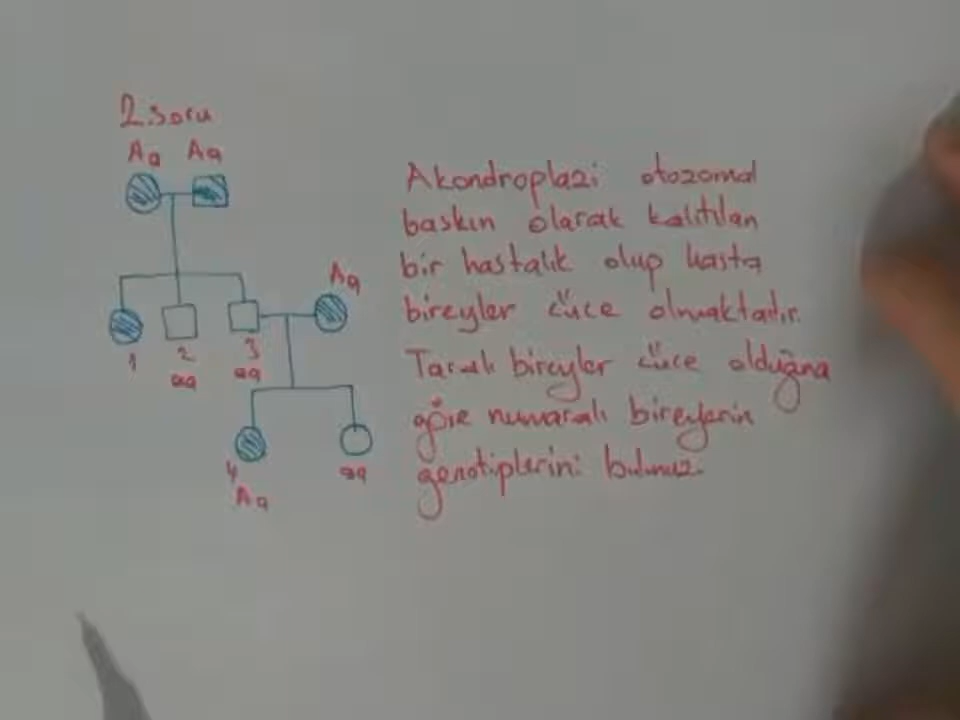 2.soru
Aa Aa
Akondroplazi otozomal
baskın olarak kalıtılan
bir hastalık olup hasta
bireyler cüce olmaktadır.
Taralı bireyler cüce olduğuna
göre numaralı bireylerin
genotiplerini bulunuz.
Aa
1
2
aa
3
aa
4
Aa
aa